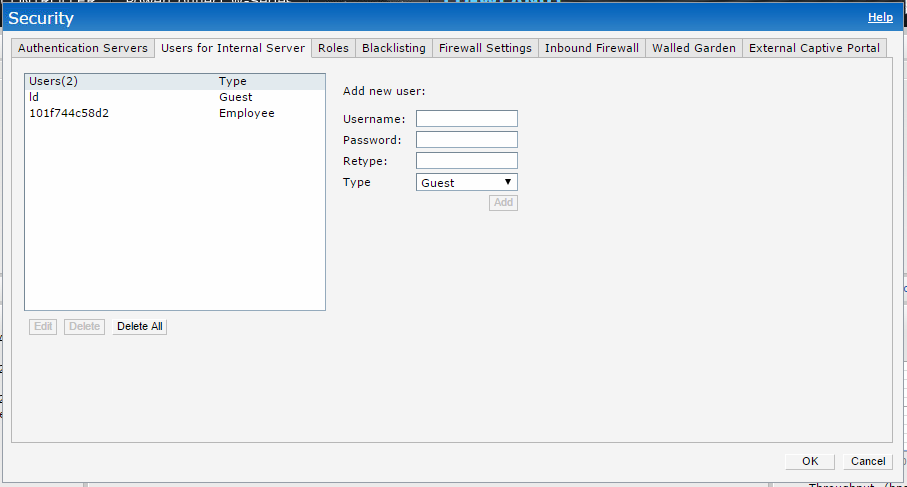 Security
Help
Authentication Servers
Users for Internal Server
Roles
Blacklisting
Firewall Settings
Inbound Firewall
Walled Garden
External Captive Portal
Users(2) Type
ld Guest
101f744c58d2 Employee
Add new user:
Username:
Password:
Retype:
Type Guest
Add
Edit Delete Delete All
OK Cancel